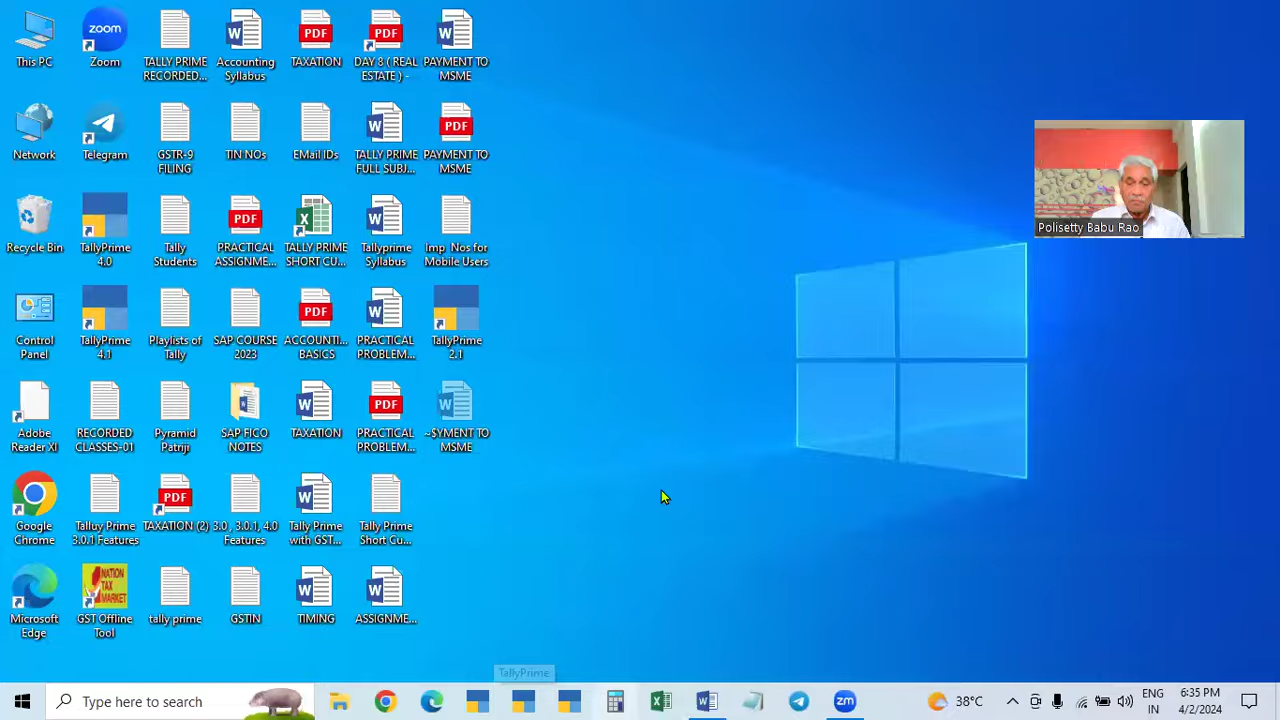 This PC
zoom
Zoom
TALLY PRIME
RECORDED...
W
Accounting
Syllabus
PDF
TAXATION
PDF
DAY 8 ( REAL
ESTATE ) -
W
PAYMENT TO
MSME
Network
Telegram
GSTR-9
FILING
TIN NOs
EMail IDs
W
TALLY PRIME
FULL SUBJ...
PDF
PAYMENT TO
MSME
Recycle Bin
TallyPrime
4.0
Tally
Students
PDF
PRACTICAL
ASSIGNME...
X
TALLY PRIME
SHORT CU...
W
Tallyprime
Syllabus
Imp Nos for
Mobile Users
Control
Panel
TallyPrime
4.1
Playlists of
Tally
SAP COURSE
2023
PDF
ACCOUNTI...
BASICS
W
PRACTICAL
PROBLEM...
TallyPrime
2.1
Adobe
Reader XI
RECORDED
CLASSES-01
Pyramid
Patriji
W
SAP FICO
NOTES
W
TAXATION
PDF
PRACTICAL
PROBLEM...
W
~$YMENT TO
MSME
Google
Chrome
Talluy Prime
3.0.1 Features
PDF
TAXATION (2)
3.0 , 3.0.1, 4.0
Features
W
Tally Prime
with GST...
Tally Prime
Short Cu...
Microsoft
Edge
NATION
MARKET
GST Offline
Tool
tally prime
GSTIN
W
TIMING
W
ASSIGNME...
Polisetty Babu Rao
TallyPrime
Type here to search
X
W
zm
38°C
ENG
IN
6:35 PM
4/2/2024